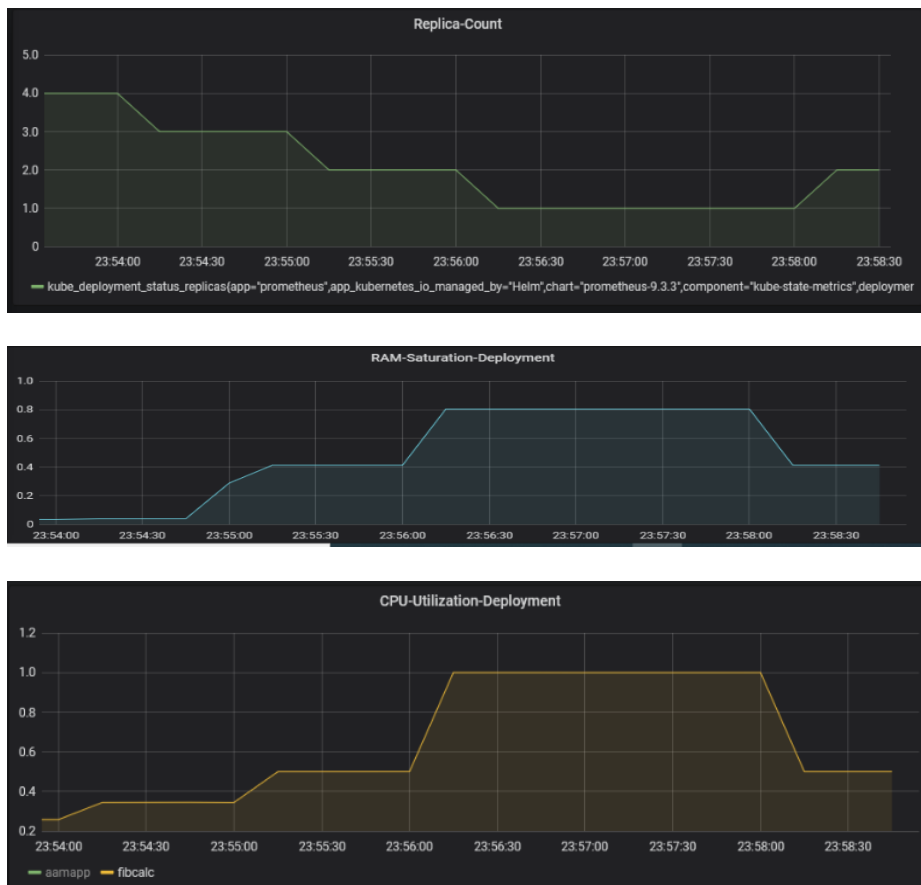 Replica-Count
5.0
4.0
3.0
2.0
1.0
0
23:54:00 23:54:30 23:55:00 23:55:30 23:56:00 23:56:30 23:57:00 23:57:30 23:58:00 23:58:30
kube_deployment_status_replicas{app="prometheus",app_kubernetes_io_managed_by="Helm",chart="prometheus-9.3.3",component="kube-state-metrics",deploymer
RAM-Saturation-Deployment
1.0
0.8
0.6
0.4
0.2
0
23:54:00 23:54:30 23:55:00 23:55:30 23:56:00 23:56:30 23:57:00 23:57:30 23:58:00 23:58:30
CPU-Utilization-Deployment
1.2
1.0
0.8
0.6
0.4
0.2
23:54:00 23:54:30 23:55:00 23:55:30 23:56:00 23:56:30 23:57:00 23:57:30 23:58:00 23:58:30
aamapp fibcalc